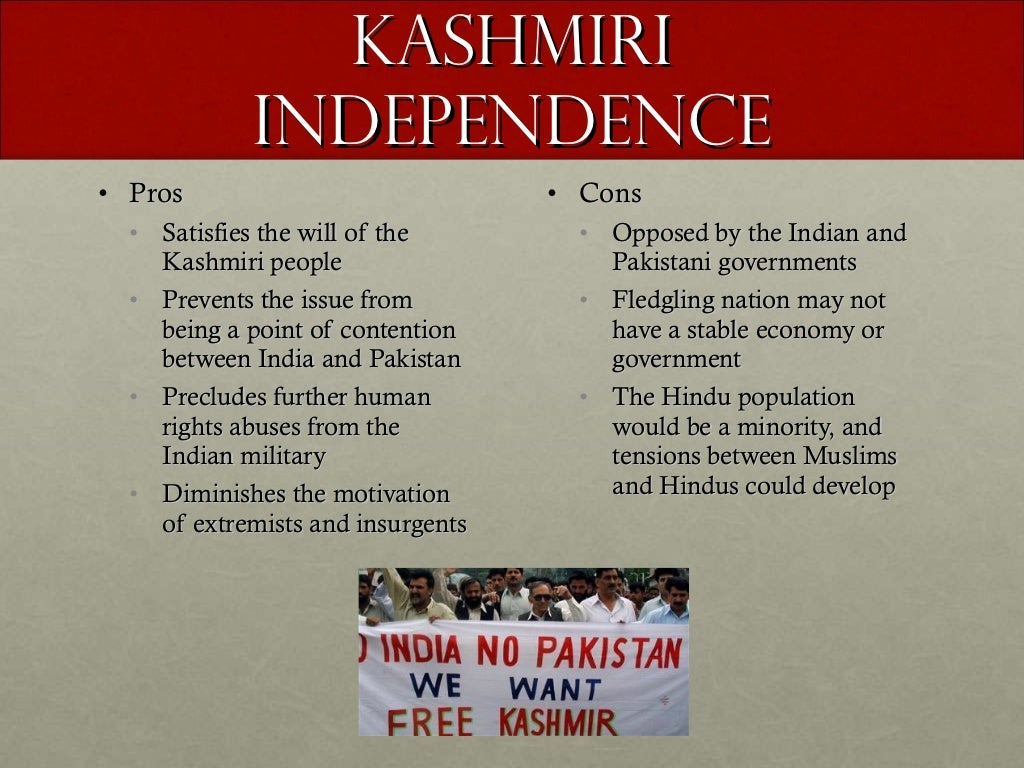 KASHMIRI
INDEPENDENCE
• Pros
• Satisfies the will of the
Kashmiri people
• Prevents the issue from
being a point of contention
between India and Pakistan
• Precludes further human
rights abuses from the
Indian military
• Diminishes the motivation
of extremists and insurgents
• Cons
• Opposed by the Indian and
Pakistani governments
• Fledgling nation may not
have a stable economy or
government
• The Hindu population
would be a minority, and
tensions between Muslims
and Hindus could develop
INDIA NO PAKISTAN
WE WANT
FREE KASHMIR